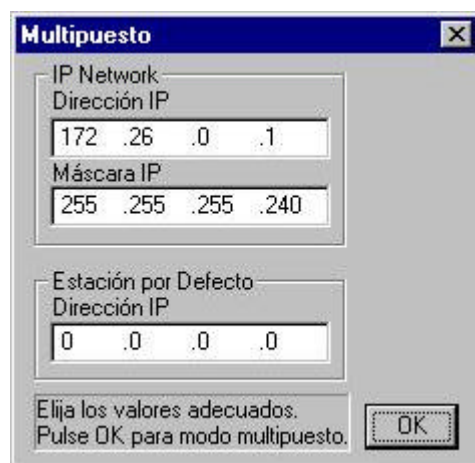 Multipuesto
IP Network
Dirección IP
172 .26 .0 .1
Máscara IP
255 .255 .255 .240
Estación por Defecto
Dirección IP
0 .0 .0 .0
Elija los valores adecuados.
Pulse OK para modo multipuesto.
OK